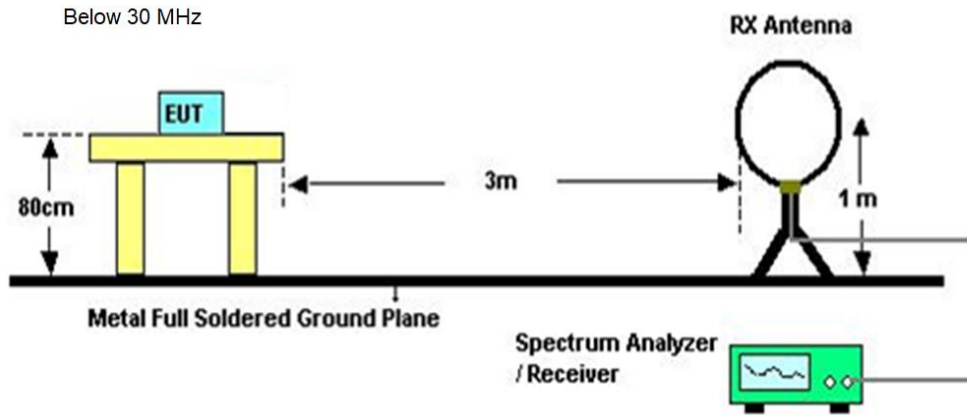 Below 30 MHz
RX Antenna
EUT
80cm
3m
1 m
Metal Full Soldered Ground Plane
Spectrum Analyzer
/ Receiver